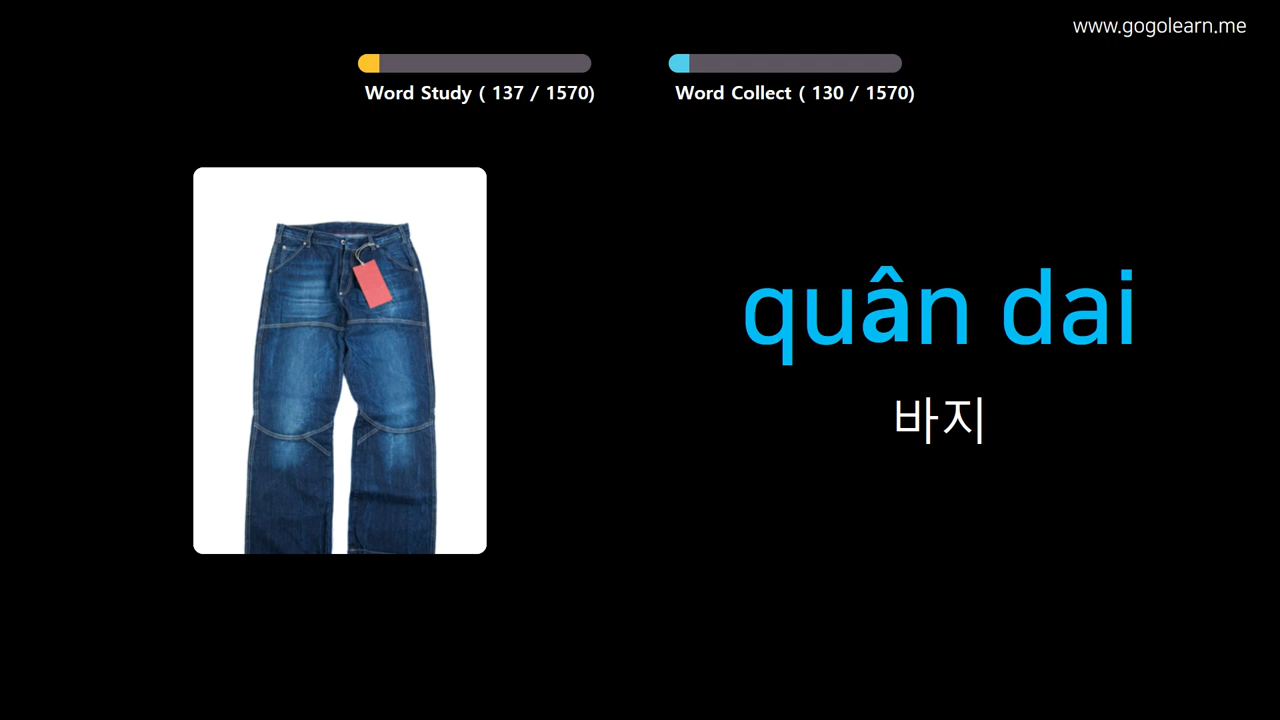 www.gogolearn.me
Word Study ( 137 / 1570)
Word Collect ( 130 / 1570)
quân dai
바지